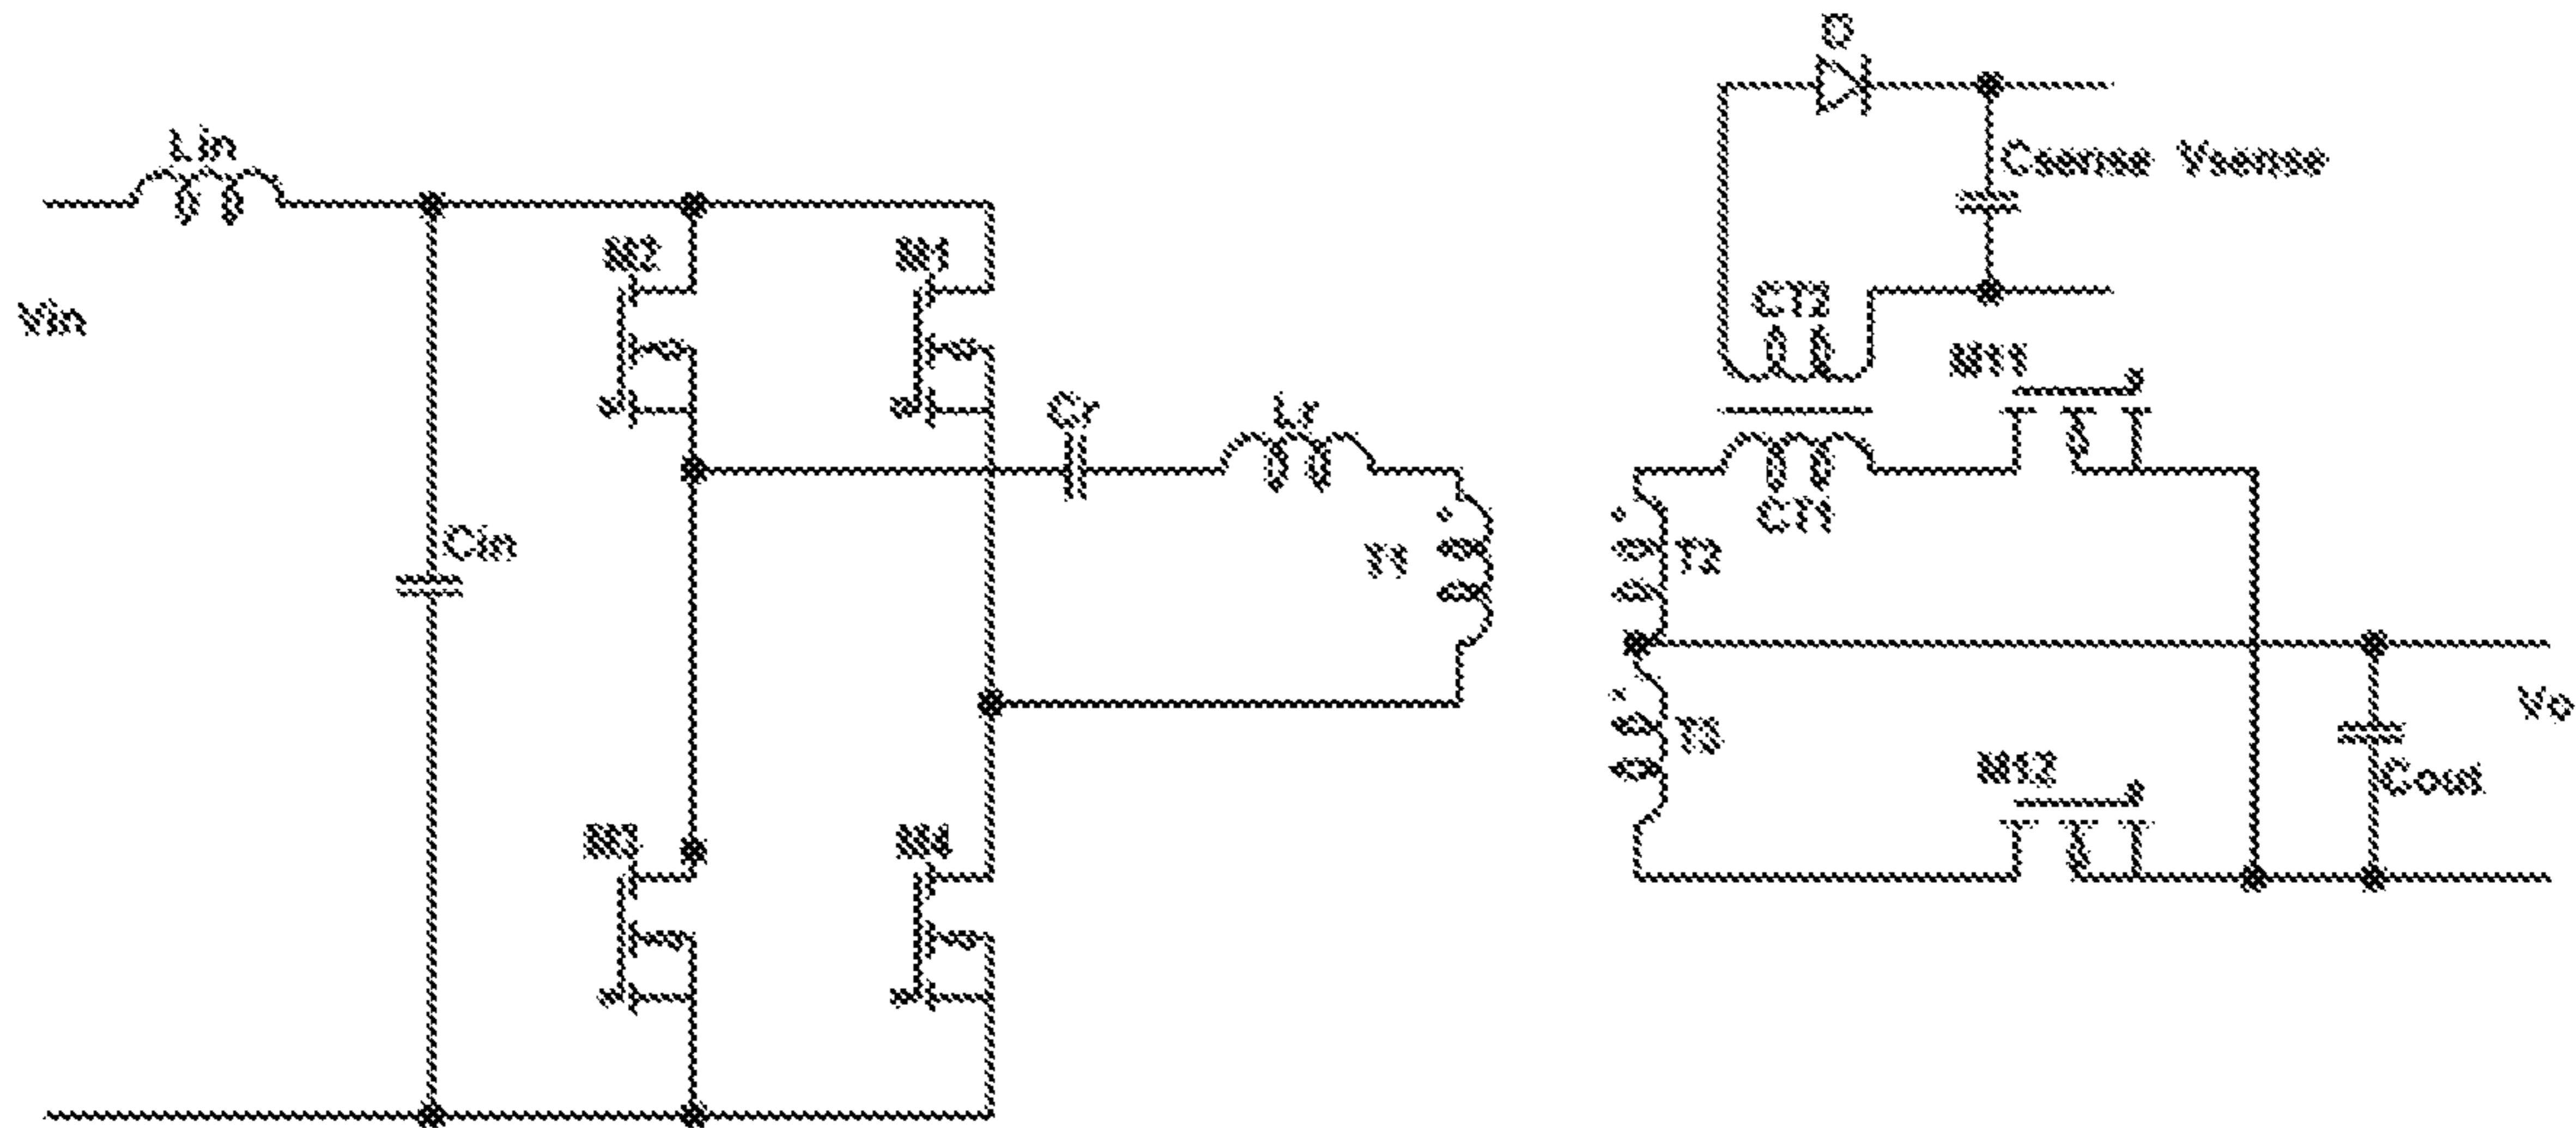 D
Lin
Csense Vsense
M2
M1
Vin
CT2
M11
Cr
Lr
CT1
Cin
T1
T2
Vo
T3
M12
Cout
M3
M4